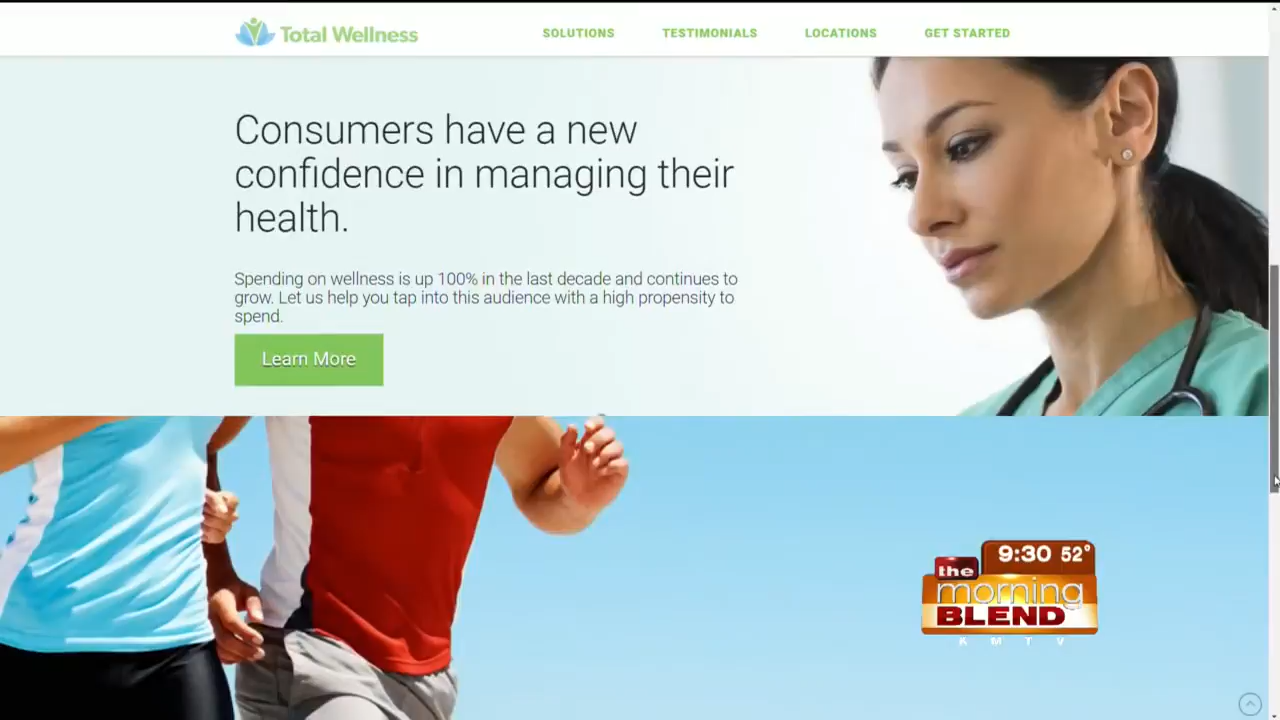 Total Wellness
SOLUTIONS
TESTIMONIALS
LOCATIONS
GET STARTED
Consumers have a new
confidence in managing their
health.
Spending on wellness is up 100% in the last decade and continues to
grow. Let us help you tap into this audience with a high propensity to
spend.
Learn More
9:30 52°
the
morning
BLEND
KMTV